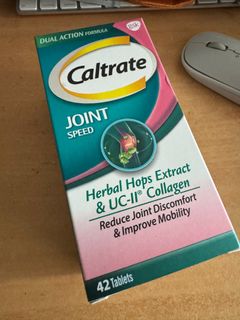 DUAL ACTION FORMULA
gsk
Caltrate
JOINT
SPEED
Herbal Hops Extract
& UC-II® Collagen
Reduce Joint Discomfort
& Improve Mobility
42 Tablets